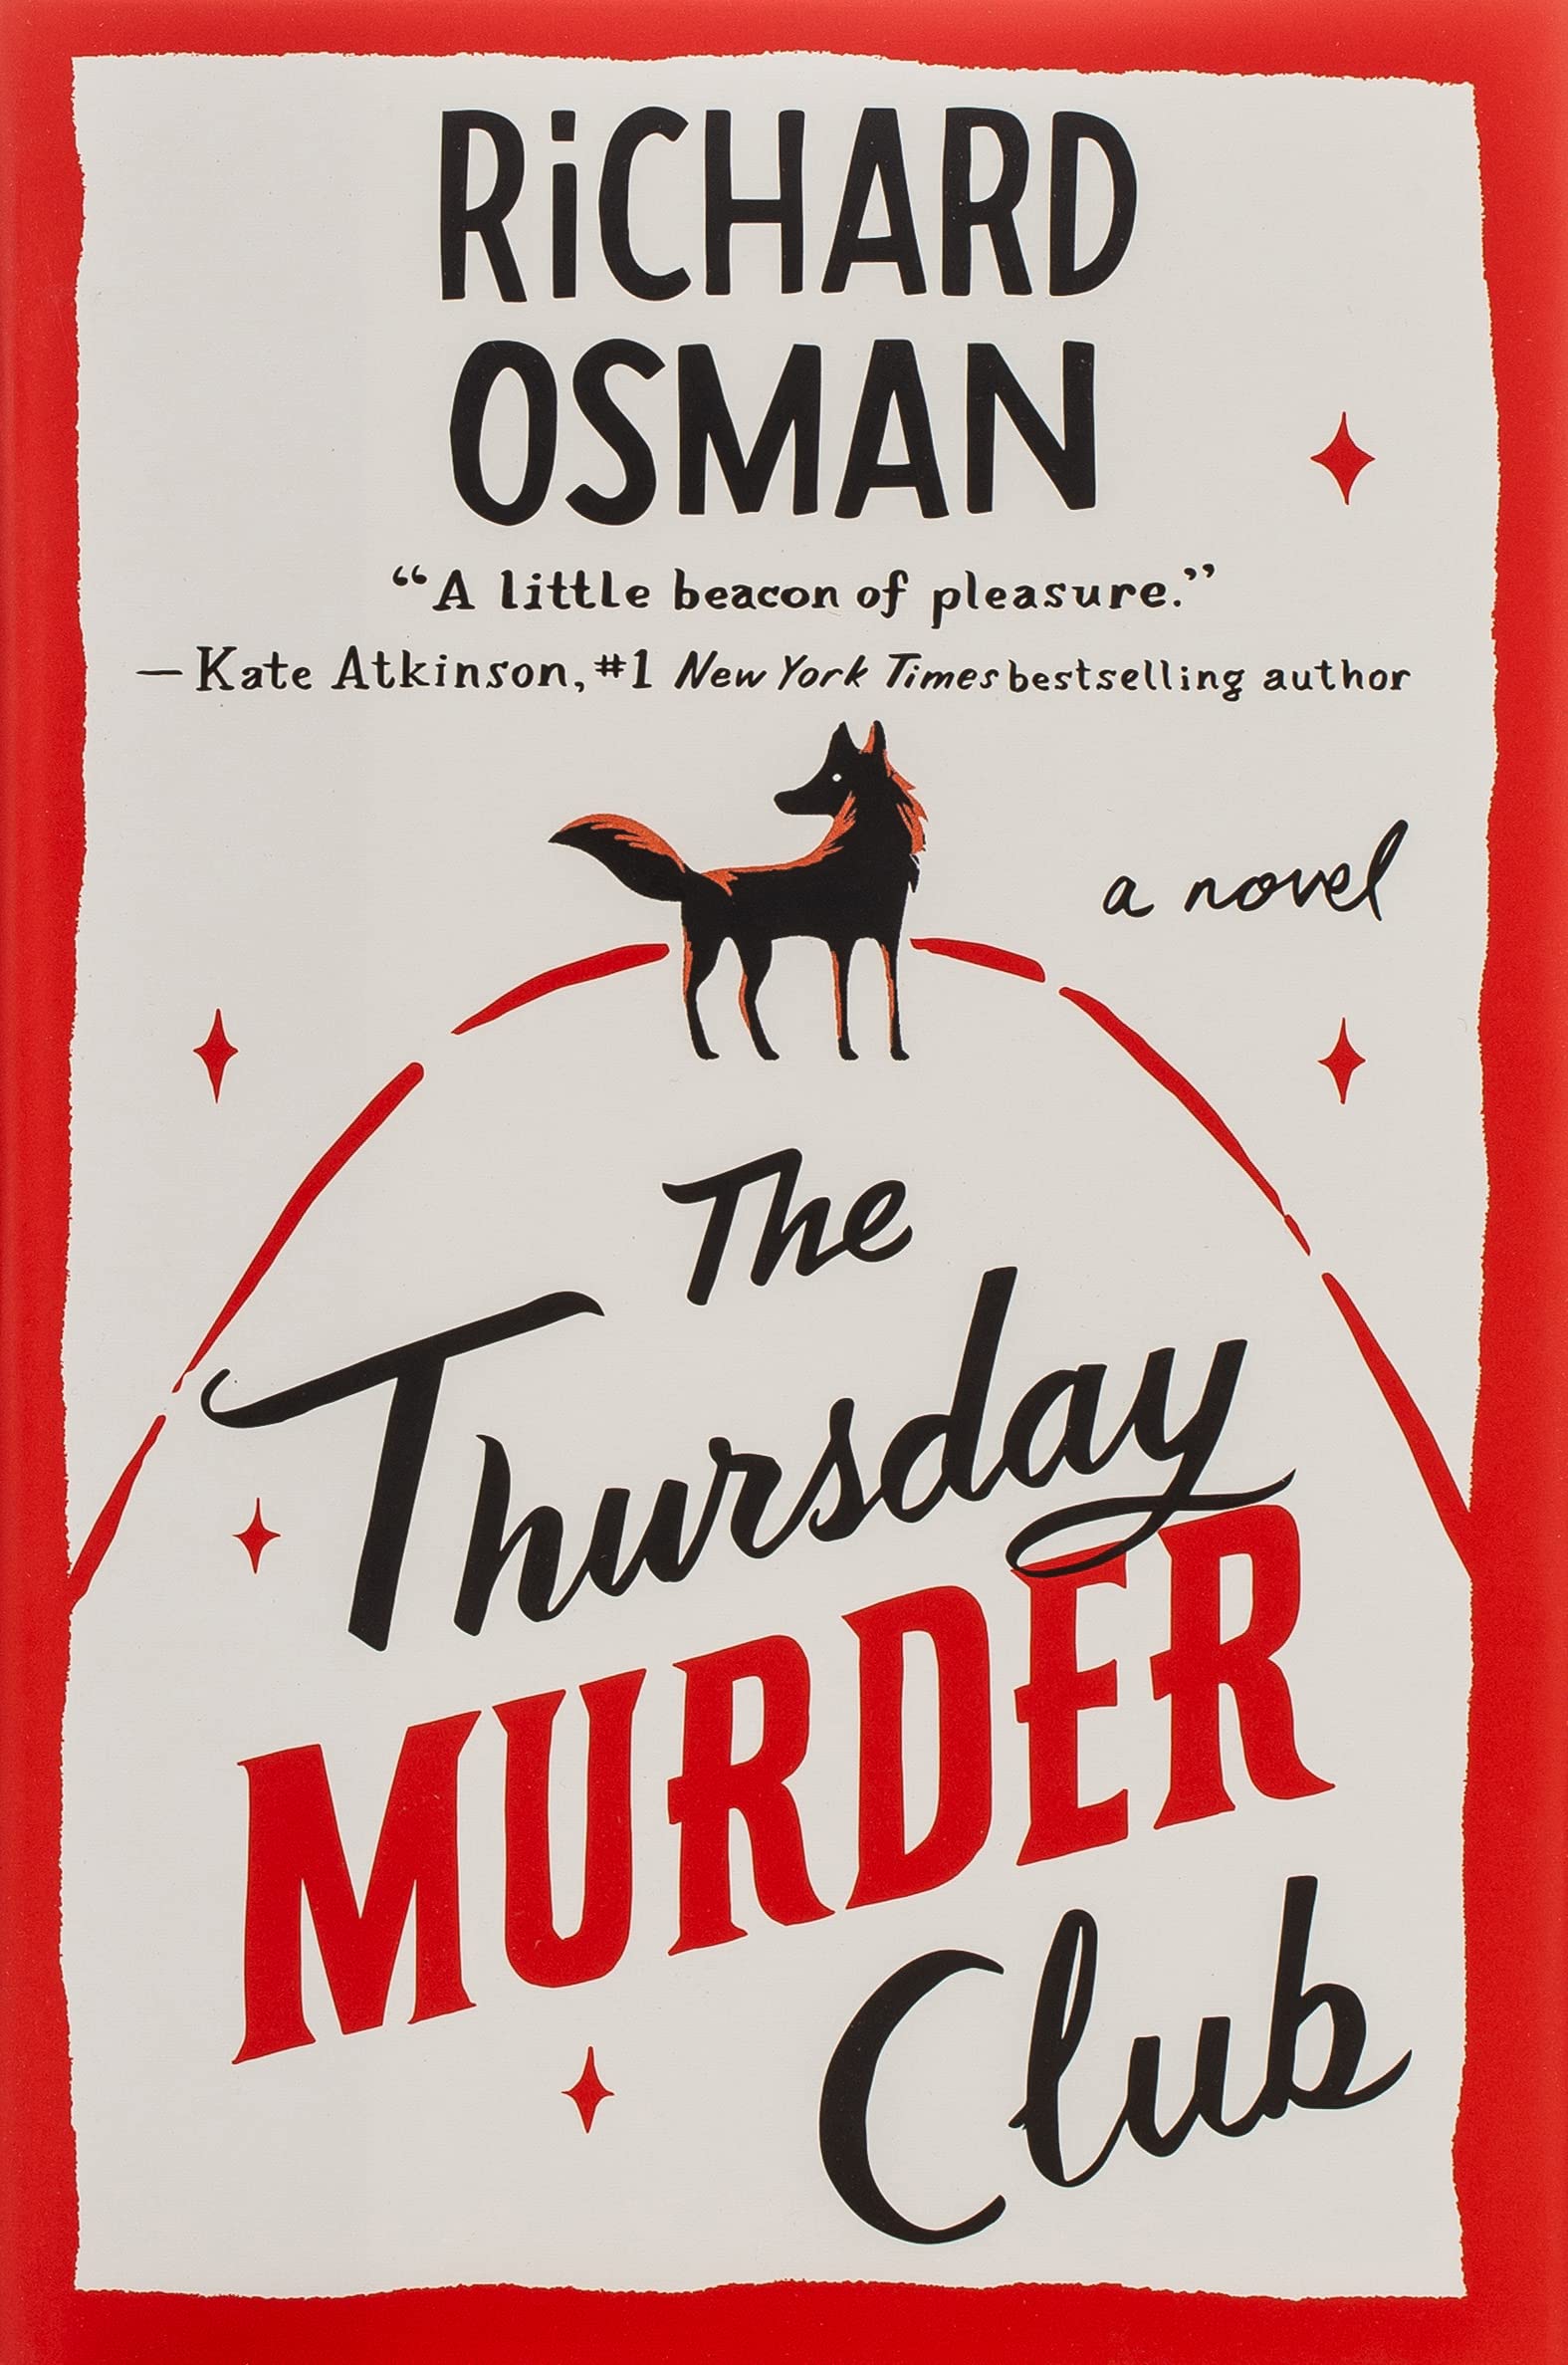 RiCHARD
OSMAN
“A little beacon of pleasure.”
—Kate Atkinson, #1 New York Times bestselling author
a novel
The
Thursday
MURDER
Club